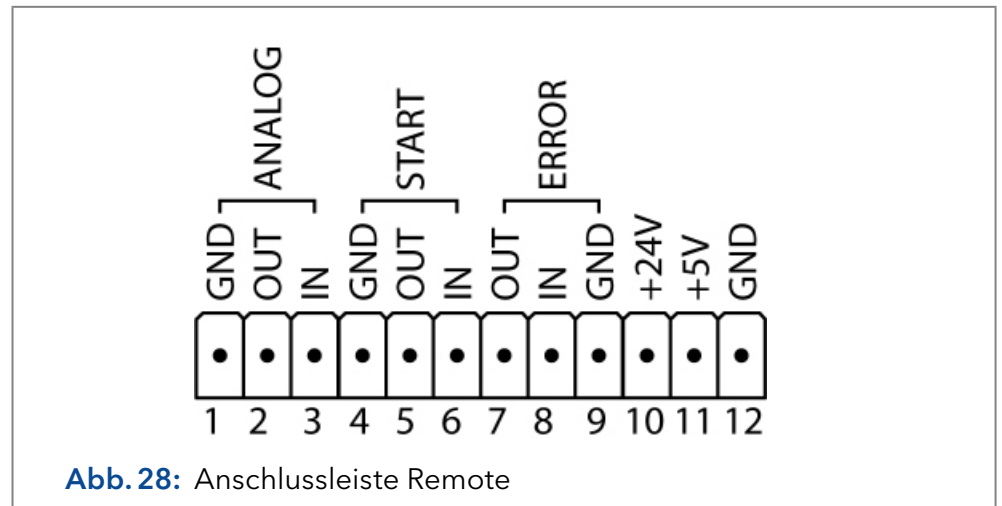 ANALOG START ERROR
GND OUT IN GND OUT IN OUT IN GND +24V +5V GND
1 2 3 4 5 6 7 8 9 10 11 12
Abb. 28: Anschlussleiste Remote